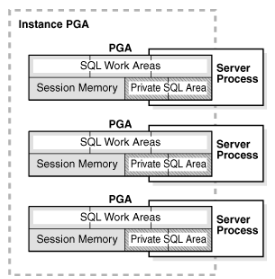 Instance PGA
PGA
SQL Work Areas
Session Memory
Private SQL Area
Server
Process
PGA
SQL Work Areas
Session Memory
Private SQL Area
Server
Process
PGA
SQL Work Areas
Session Memory
Private SQL Area
Server
Process